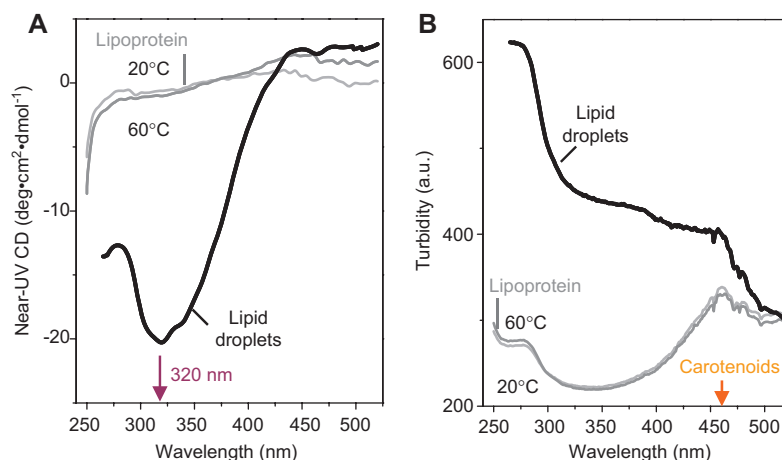 A
Near-UV CD (deg•cm²•dmol⁻¹)
0
-10
-20
Lipoprotein
20°C
60°C
Lipid
droplets
320 nm
250 300 350 400 450 500
Wavelength (nm)
B
Turbidity (a.u.)
600
400
200
Lipid
droplets
Lipoprotein
60°C
20°C
Carotenoids
250 300 350 400 450 500
Wavelength (nm)